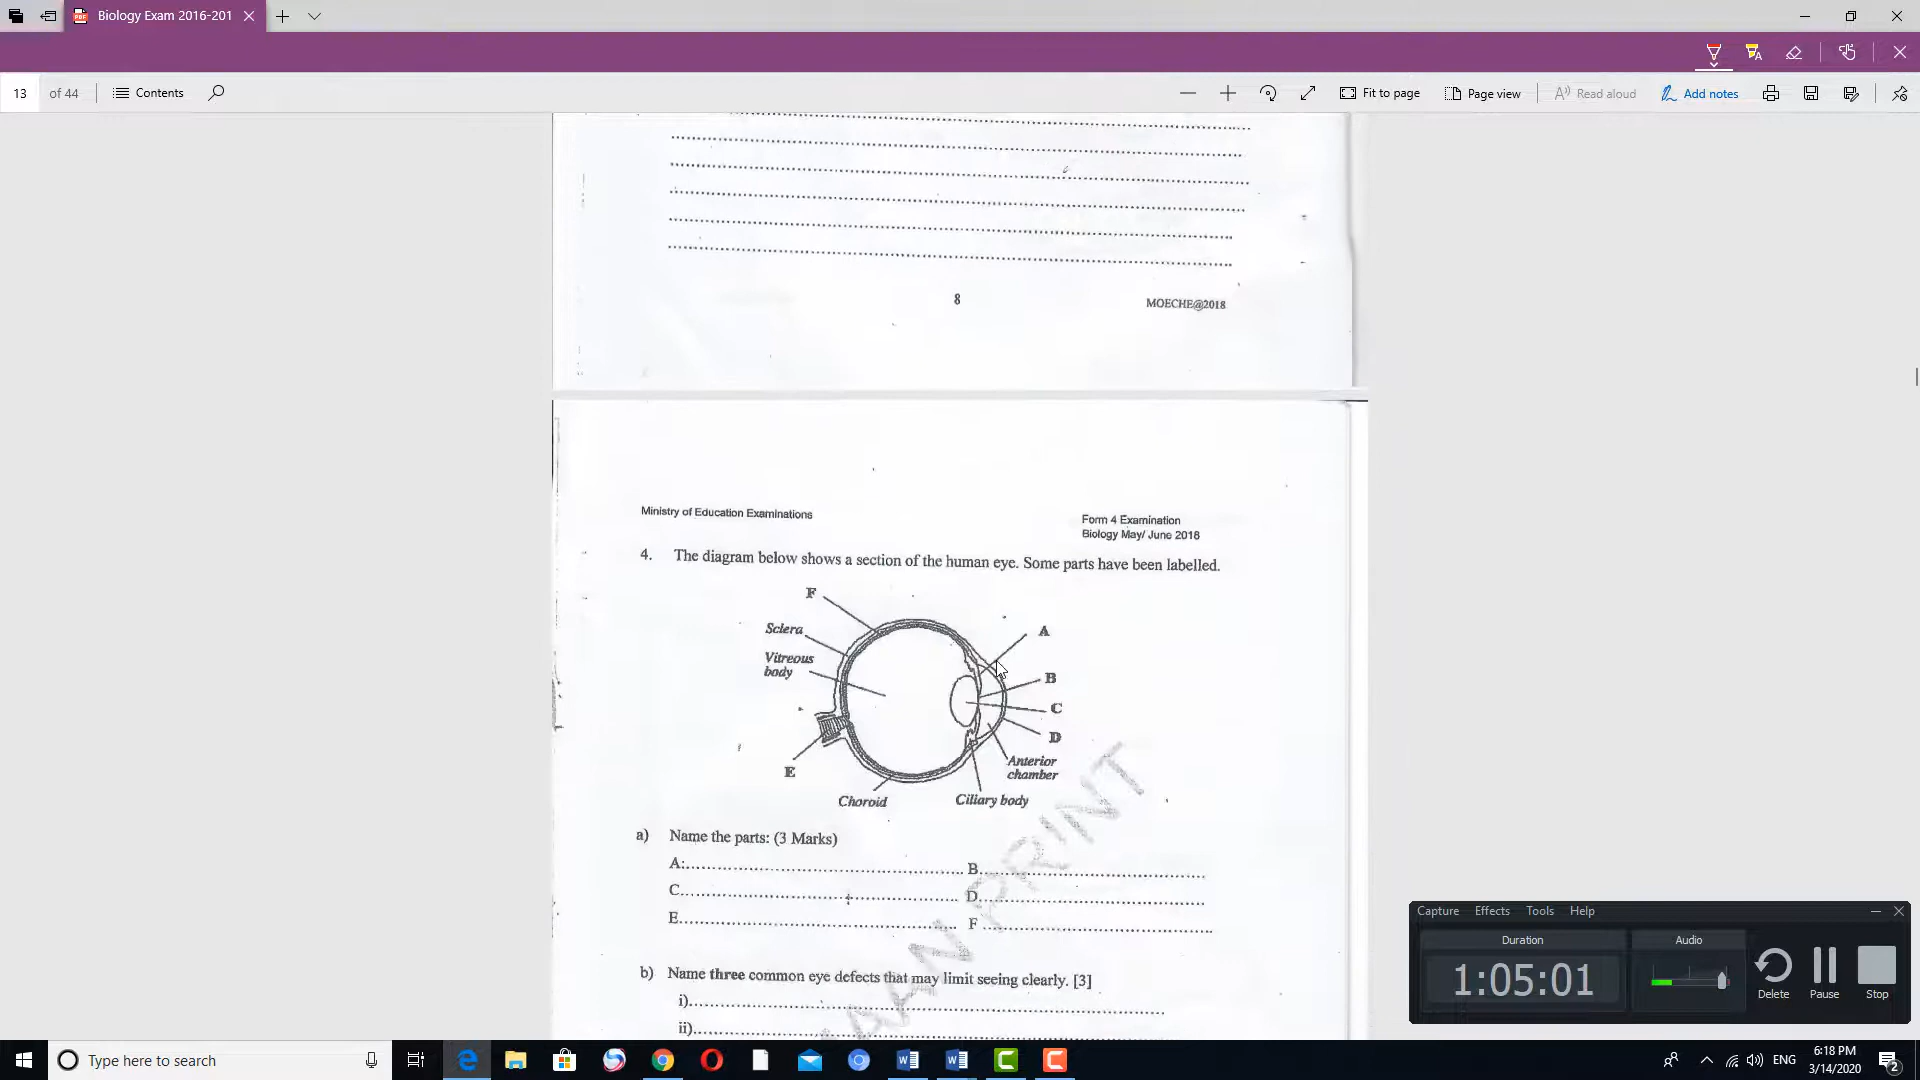 Biology Exam 2016-201
13 of 44 Contents Fit to page Page view Read aloud Add notes
8 MOECHE@2018
Ministry of Education Examinations
Form 4 Examination
Biology May/ June 2018
4. The diagram below shows a section of the human eye. Some parts have been labelled.
F
Sclera
A
Vitreous
body
B
C
D
Anterior
chamber
E
Choroid
Ciliary body
a) Name the parts: (3 Marks)
A:.......... B..........
C.......... D..........
E.......... F..........
b) Name three common eye defects that may limit seeing clearly. [3]
i)..........
ii)..........
PRINT
Capture Effects Tools Help
Duration Audio
1:05:01
Delete Pause Stop
Type here to search
ENG
6:18 PM
3/14/2020
2